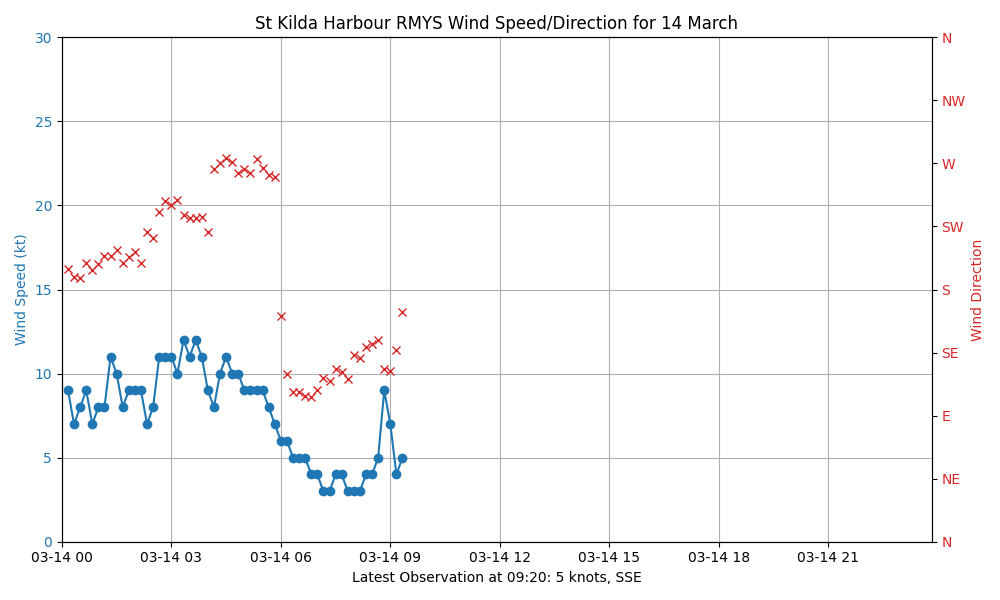 St Kilda Harbour RMYS Wind Speed/Direction for 14 March
Wind Speed (kt)
30
25
20
15
10
5
0
N
NW
W
SW
S
SE
E
NE
N
Wind Direction
03-14 00 03-14 03 03-14 06 03-14 09 03-14 12 03-14 15 03-14 18 03-14 21
Latest Observation at 09:20: 5 knots, SSE